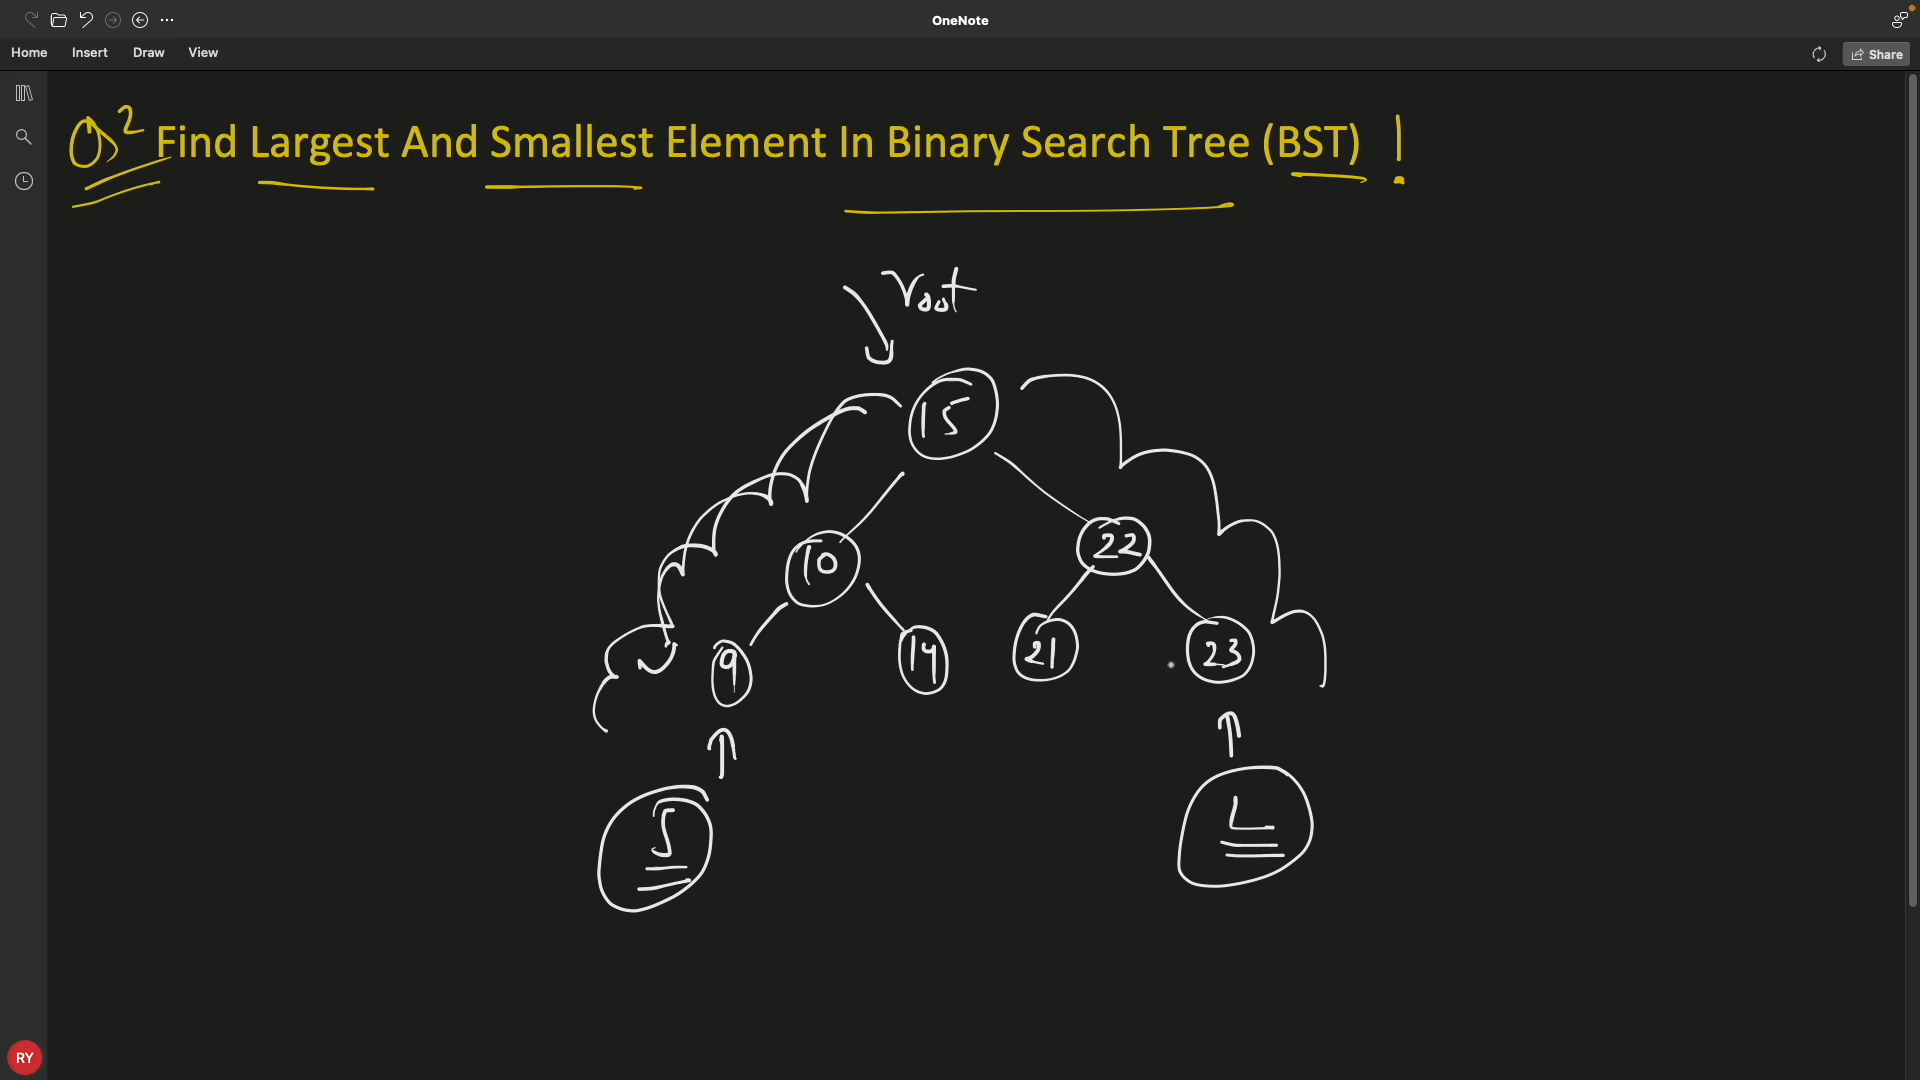 OneNote
Home Insert Draw View
Share
Find Largest And Smallest Element In Binary Search Tree (BST) !
root
15
10 22
9 14 21 23
S L
RY